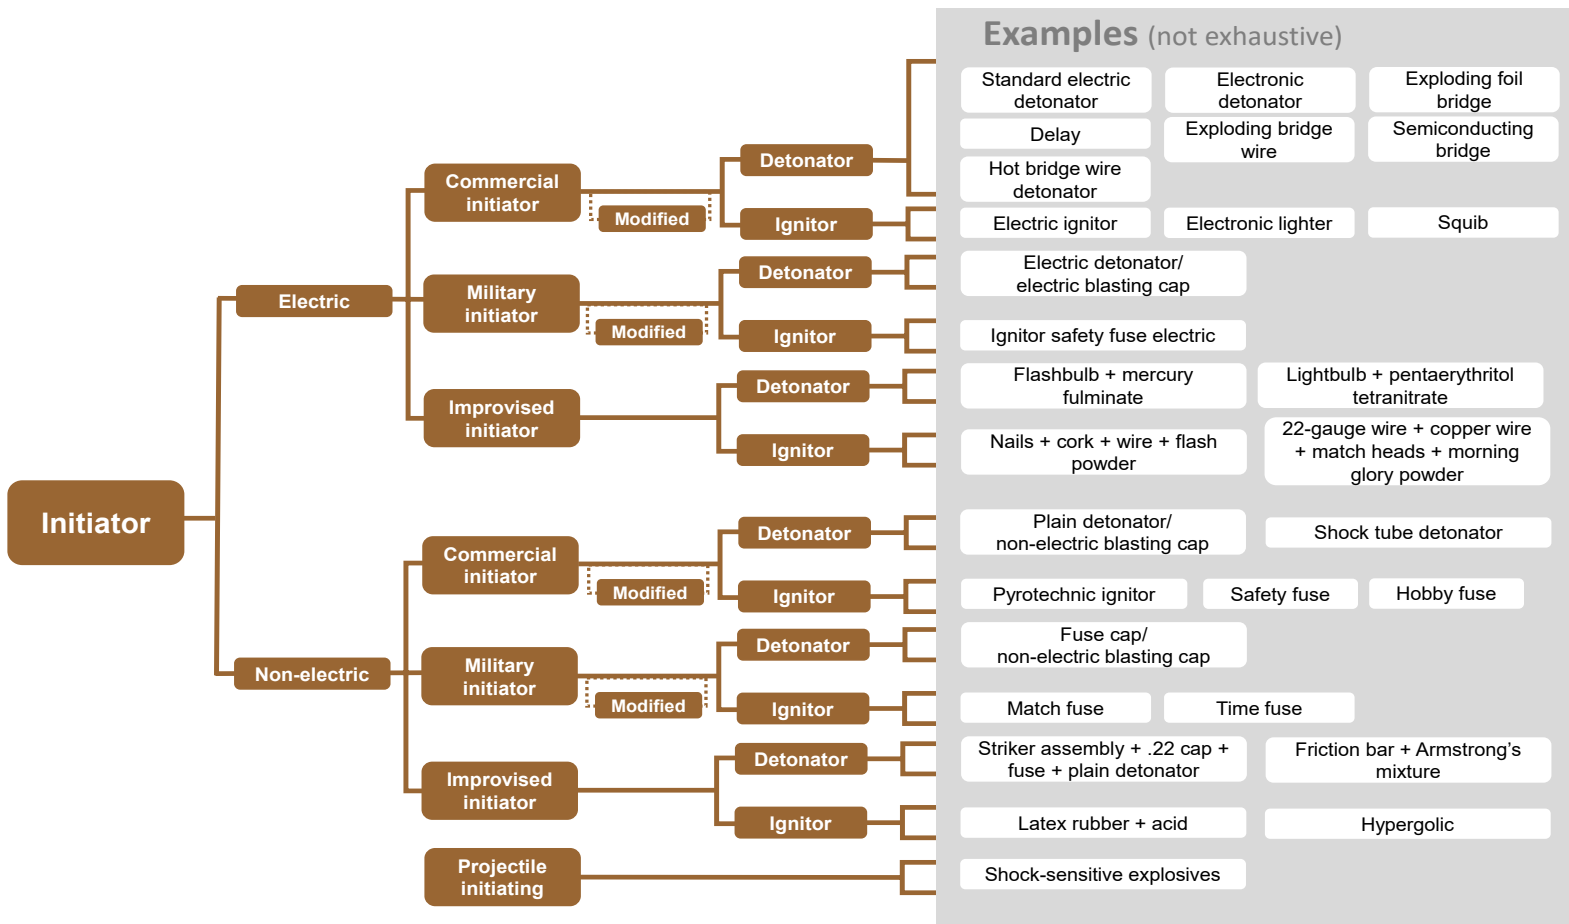 Examples (not exhaustive)
Initiator
Electric
Commercial
initiator
Modified
Detonator
Standard electric
detonator
Electronic
detonator
Exploding foil
bridge
Delay
Exploding bridge
wire
Semiconducting
bridge
Hot bridge wire
detonator
Ignitor
Electric ignitor
Electronic lighter
Squib
Military
initiator
Modified
Detonator
Electric detonator/
electric blasting cap
Ignitor
Ignitor safety fuse electric
Improvised
initiator
Detonator
Flashbulb + mercury
fulminate
Lightbulb + pentaerythritol
tetranitrate
Ignitor
Nails + cork + wire + flash
powder
22-gauge wire + copper wire
+ match heads + morning
glory powder
Non-electric
Commercial
initiator
Modified
Detonator
Plain detonator/
non-electric blasting cap
Shock tube detonator
Ignitor
Pyrotechnic ignitor
Safety fuse
Hobby fuse
Military
initiator
Modified
Detonator
Fuse cap/
non-electric blasting cap
Ignitor
Match fuse
Time fuse
Improvised
initiator
Detonator
Striker assembly + .22 cap +
fuse + plain detonator
Friction bar + Armstrong’s
mixture
Ignitor
Latex rubber + acid
Hypergolic
Projectile
initiating
Shock-sensitive explosives